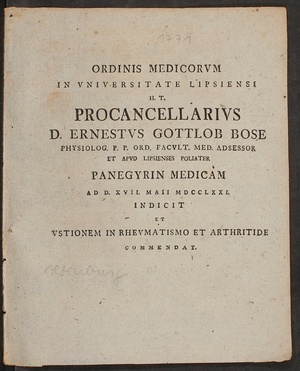 ORDINIS MEDICORVM
IN VNIVERSITATE LIPSIENSI
H. T.
PROCANCELLARIVS
D. ERNESTVS GOTTLOB BOSE
PHYSIOLOG. P. P. ORD. FACVLT. MED. ADSESSOR
ET APVD LIPSIENSES POLIATER
PANEGYRIN MEDICAM
AD D. XVII. MAII MDCCLXXI.
INDICIT
ET
VSTIONEM IN RHEVMATISMO ET ARTHRITIDE
COMMENDAT.